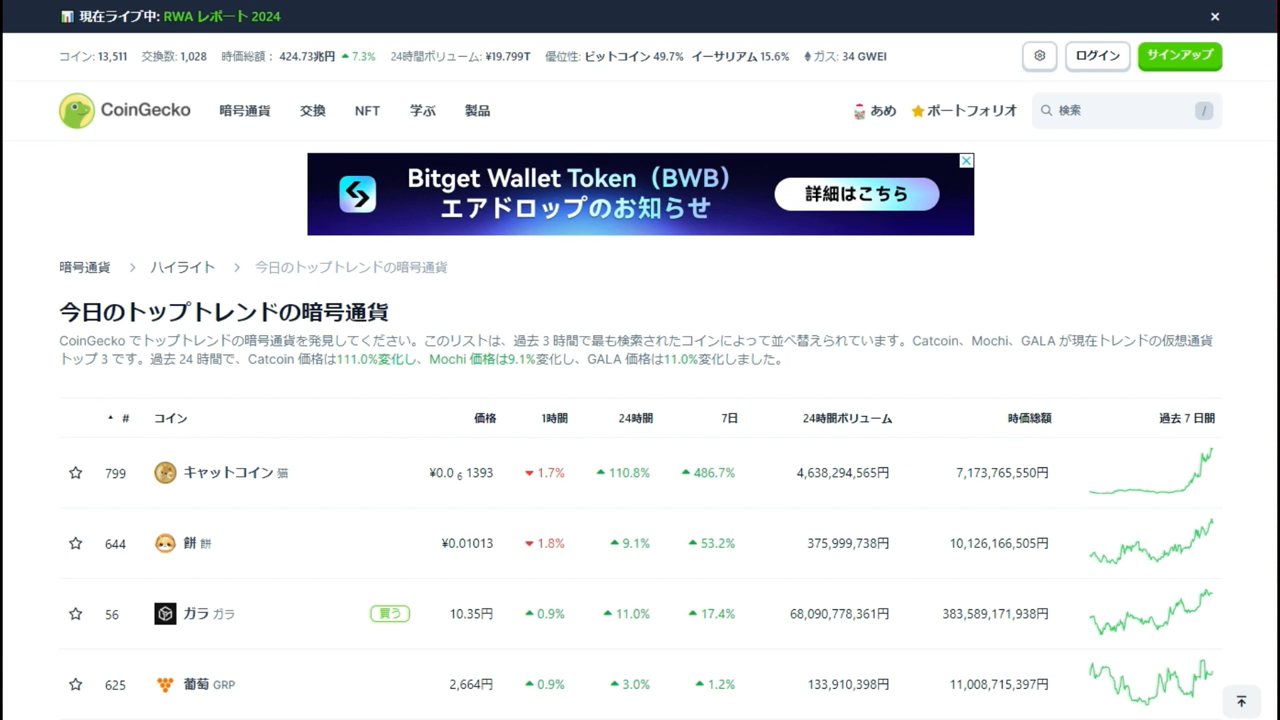 現在ライブ中: RWA レポート 2024
コイン: 13,511 交換数: 1,028 時価総額： 424.73兆円 7.3% 24時間ボリューム: ¥19.799T 優位性: ビットコイン 49.7% イーサリアム 15.6% ガス: 34 GWEI
ログイン サインアップ
CoinGecko 暗号通貨 交換 NFT 学ぶ 製品 あめ ポートフォリオ 検索 /
Bitget Wallet Token（BWB）
エアドロップのお知らせ
詳細はこちら
暗号通貨 > ハイライト > 今日のトップトレンドの暗号通貨
今日のトップトレンドの暗号通貨
CoinGecko でトップトレンドの暗号通貨を発見してください。このリストは、過去 3 時間で最も検索されたコインによって並べ替えられています。Catcoin、Mochi、GALA が現在トレンドの仮想通貨
トップ 3 です。過去 24 時間で、Catcoin 価格は111.0%変化し、Mochi 価格は9.1%変化し、GALA 価格は11.0%変化しました。
# コイン 価格 1時間 24時間 7日 24時間ボリューム 時価総額 過去 7 日間
799 キャットコイン 猫 ¥0.0 6 1393 1.7% 110.8% 486.7% 4,638,294,565円 7,173,765,550円
644 餅 餅 ¥0.01013 1.8% 9.1% 53.2% 375,999,738円 10,126,166,505円
56 ガラ ガラ 買う 10.35円 0.9% 11.0% 17.4% 68,090,778,361円 383,589,171,938円
625 葡萄 GRP 2,664円 0.9% 3.0% 1.2% 133,910,398円 11,008,715,397円